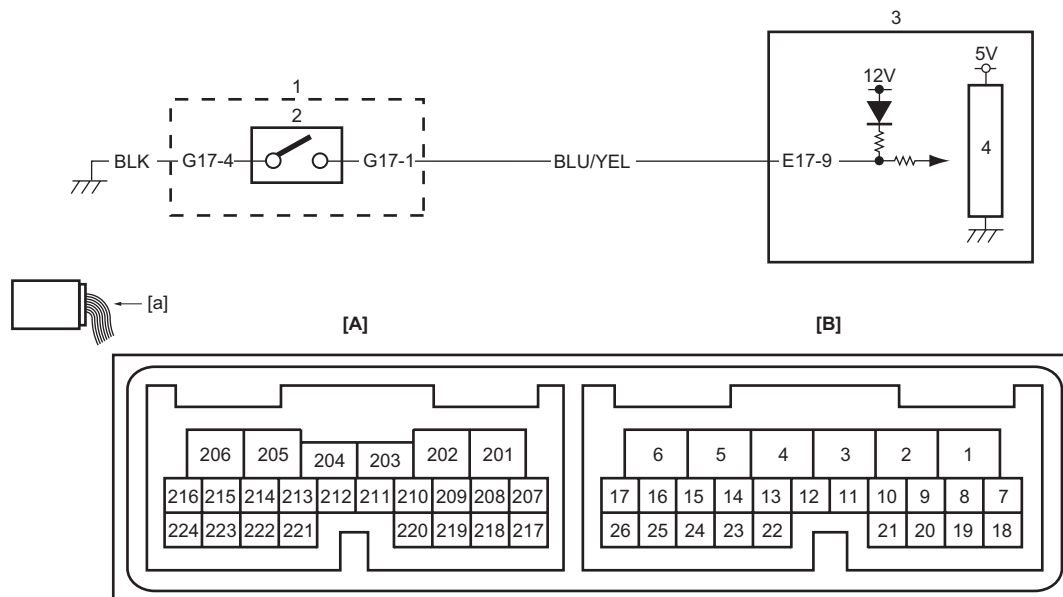 3
1
2
12V
5V
BLK G17-4 G17-1 BLU/YEL E17-9 4
[a]
[A] [B]
206 205 204 203 202 201
6 5 4 3 2 1
216 215 214 213 212 211 210 209 208 207
17 16 15 14 13 12 11 10 9 8 7
224 223 222 221 220 219 218 217
26 25 24 23 22 21 20 19 18